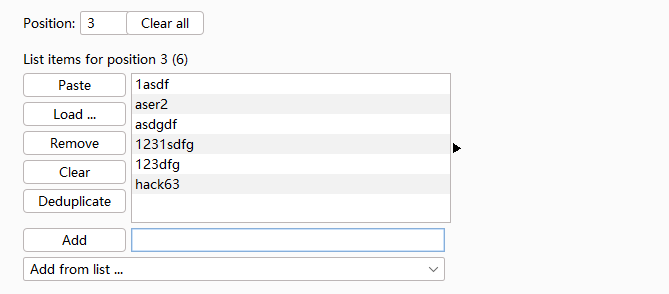 Position: 3 Clear all
List items for position 3 (6)
Paste 1asdf
aser2
Load ... asdgdf
Remove 1231sdfg
123dfg
Clear hack63
Deduplicate
Add
Add from list ...